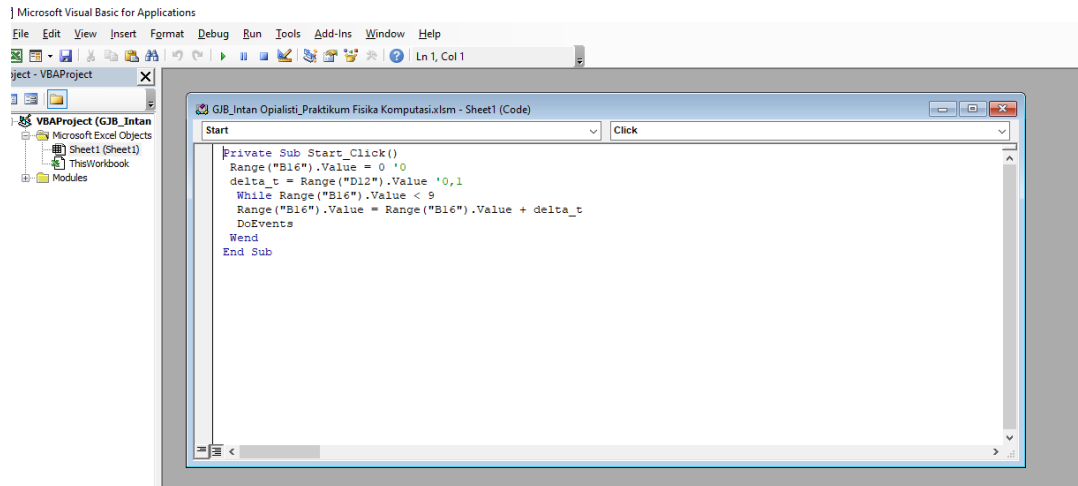 Microsoft Visual Basic for Applications
File Edit View Insert Format Debug Run Tools Add-Ins Window Help
Ln 1, Col 1
ject - VBAProject
VBAProject (GJB_Intan
Microsoft Excel Objects
Sheet1 (Sheet1)
ThisWorkbook
Modules
GJB_Intan Opialisti_Praktikum Fisika Komputasi.xlsm - Sheet1 (Code)
Start Click
Private Sub Start_Click()
Range("B16").Value = 0 '0
delta_t = Range("D12").Value '0,1
While Range("B16").Value < 9
Range("B16").Value = Range("B16").Value + delta_t
DoEvents
Wend
End Sub